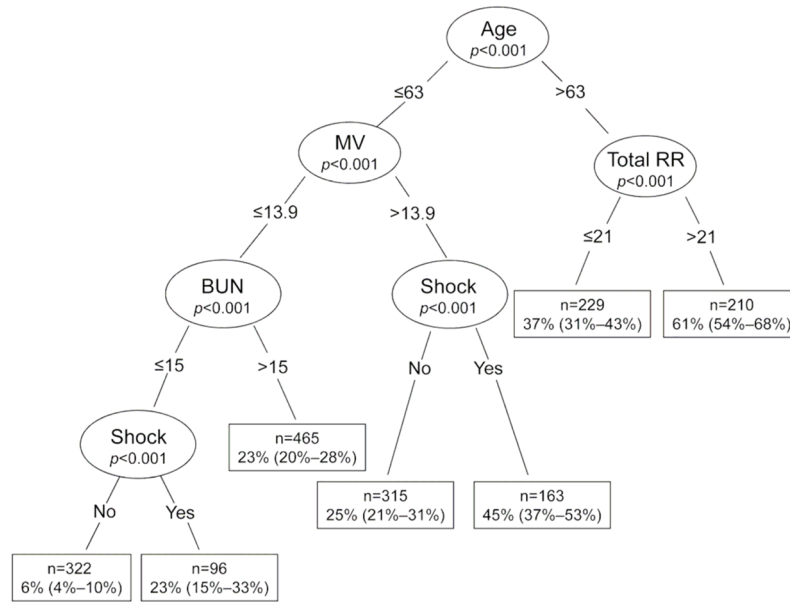 Age
p<0.001
≤63
>63
MV
p<0.001
Total RR
p<0.001
≤13.9
>13.9
≤21
>21
BUN
p<0.001
Shock
p<0.001
n=229
37% (31%–43%)
n=210
61% (54%–68%)
≤15
>15
No
Yes
Shock
p<0.001
n=465
23% (20%–28%)
n=315
25% (21%–31%)
n=163
45% (37%–53%)
No
Yes
n=322
6% (4%–10%)
n=96
23% (15%–33%)